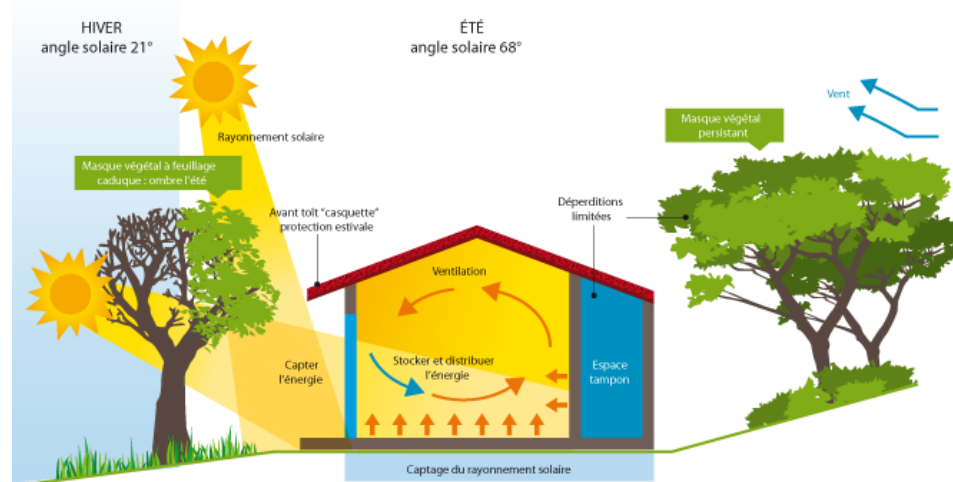 HIVER
angle solaire 21°
ÉTÉ
angle solaire 68°
Vent
Rayonnement solaire
Masque végétal
persistant
Masque végétal à feuillage
caduque : ombre l'été
Avant toît "casquette"
protection estivale
Déperditions
limitées
Ventilation
Capter
l'énergie
Stocker et distribuer
l'énergie
Espace
tampon
Captage du rayonnement solaire